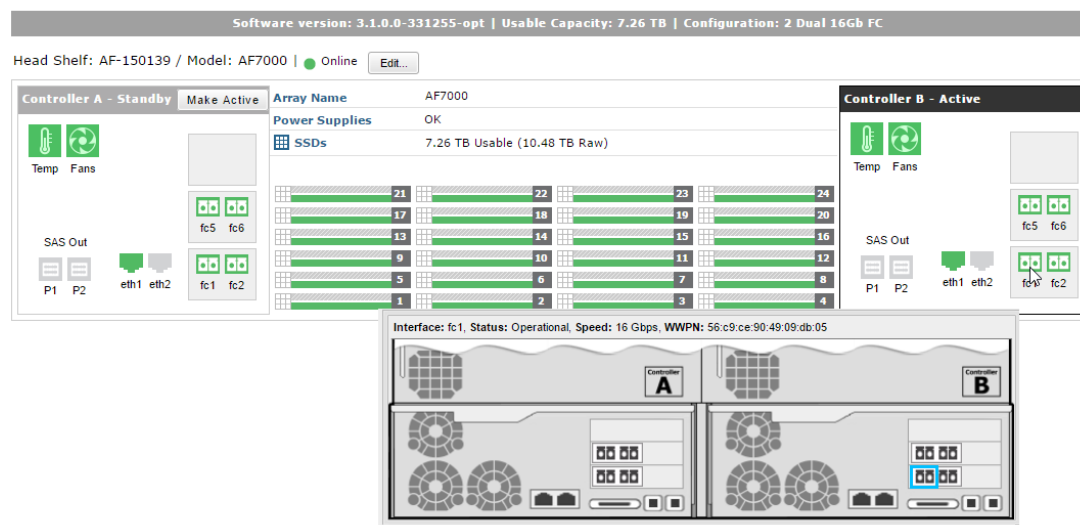 Software version: 3.1.0.0-331255-opt | Usable Capacity: 7.26 TB | Configuration: 2 Dual 16Gb FC
Head Shelf: AF-150139 / Model: AF7000 | Online Edit...
Controller A - Standby Make Active
Temp Fans
fc5 fc6
SAS Out
P1 P2 eth1 eth2 fc1 fc2
Array Name AF7000
Power Supplies OK
SSDs 7.26 TB Usable (10.48 TB Raw)
21 22 23 24
17 18 19 20
13 14 15 16
9 10 11 12
5 6 7 8
1 2 3 4
Controller B - Active
Temp Fans
fc5 fc6
SAS Out
P1 P2 eth1 eth2 fc2
Interface: fc1, Status: Operational, Speed: 16 Gbps, WWPN: 56:c9:ce:90:49:09:db:05
Controller A
Controller B